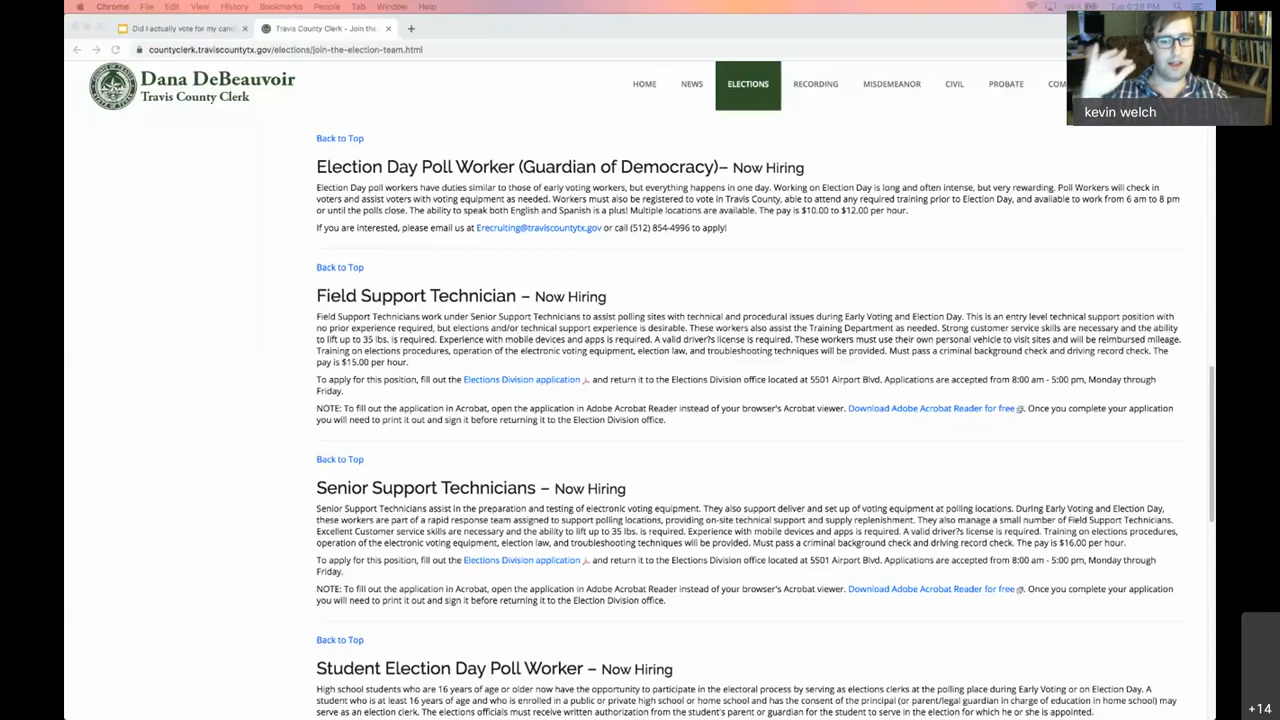 Chrome File Edit View History Bookmarks People Tab Window Help
Did I actually vote for my can
Travis County Clerk - Join the
countyclerk.traviscountytx.gov/elections/join-the-election-team.html
kevin welch
Dana DeBeauvoir
Travis County Clerk
HOME NEWS ELECTIONS RECORDING MISDEMEANOR CIVIL PROBATE COM
Back to Top
Election Day Poll Worker (Guardian of Democracy)– Now Hiring
Election Day poll workers have duties similar to those of early voting workers, but everything happens in one day. Working on Election Day is long and often intense, but very rewarding. Poll Workers will check in
voters and assist voters with voting equipment as needed. Workers must also be registered to vote in Travis County, able to attend any required training prior to Election Day, and available to work from 6 am to 8 pm
or until the polls close. The ability to speak both English and Spanish is a plus! Multiple locations are available. The pay is $10.00 to $12.00 per hour.
If you are interested, please email us at Erecruiting@traviscountytx.gov or call (512) 854-4996 to apply!
Back to Top
Field Support Technician – Now Hiring
Field Support Technicians work under Senior Support Technicians to assist polling sites with technical and procedural issues during Early Voting and Election Day. This is an entry level technical support position with
no prior experience required, but elections and/or technical support experience is desirable. These workers also assist the Training Department as needed. Strong customer service skills are necessary and the ability
to lift up to 35 lbs. is required. Experience with mobile devices and apps is required. A valid driver?s license is required. These workers must use their own personal vehicle to visit sites and will be reimbursed mileage.
Training on elections procedures, operation of the electronic voting equipment, election law, and troubleshooting techniques will be provided. Must pass a criminal background check and driving record check. The
pay is $15.00 per hour.
To apply for this position, fill out the Elections Division application and return it to the Elections Division office located at 5501 Airport Blvd. Applications are accepted from 8:00 am - 5:00 pm, Monday through
Friday.
NOTE: To fill out the application in Acrobat, open the application in Adobe Acrobat Reader instead of your browser's Acrobat viewer. Download Adobe Acrobat Reader for free. Once you complete your application
you will need to print it out and sign it before returning it to the Election Division office.
Back to Top
Senior Support Technicians – Now Hiring
Senior Support Technicians assist in the preparation and testing of electronic voting equipment. They also support deliver and set up of voting equipment at polling locations. During Early Voting and Election Day,
these workers are part of a rapid response team assigned to support polling locations, providing on-site technical support and supply replenishment. They also manage a small number of Field Support Technicians.
Excellent Customer service skills are necessary and the ability to lift up to 35 lbs. is required. Experience with mobile devices and apps is required. A valid driver?s license is required. Training on elections procedures,
operation of the electronic voting equipment, election law, and troubleshooting techniques will be provided. Must pass a criminal background check and driving record check. The pay is $16.00 per hour.
To apply for this position, fill out the Elections Division application and return it to the Elections Division office located at 5501 Airport Blvd. Applications are accepted from 8:00 am - 5:00 pm, Monday through
Friday.
NOTE: To fill out the application in Acrobat, open the application in Adobe Acrobat Reader instead of your browser's Acrobat viewer. Download Adobe Acrobat Reader for free. Once you complete your application
you will need to print it out and sign it before returning it to the Election Division office.
Back to Top
Student Election Day Poll Worker – Now Hiring
High school students who are 16 years of age or older now have the opportunity to participate in the electoral process by serving as elections clerks at the polling place during Early Voting or on Election Day. A
student who is at least 16 years of age and who is enrolled in a public or private high school or home school and has the consent of the principal (or parent/legal guardian in charge of education in home school) may
serve as an election clerk. The elections officials must receive written authorization from the student's parent or guardian for the student to serve in the election for which he or she is appointed.
+14